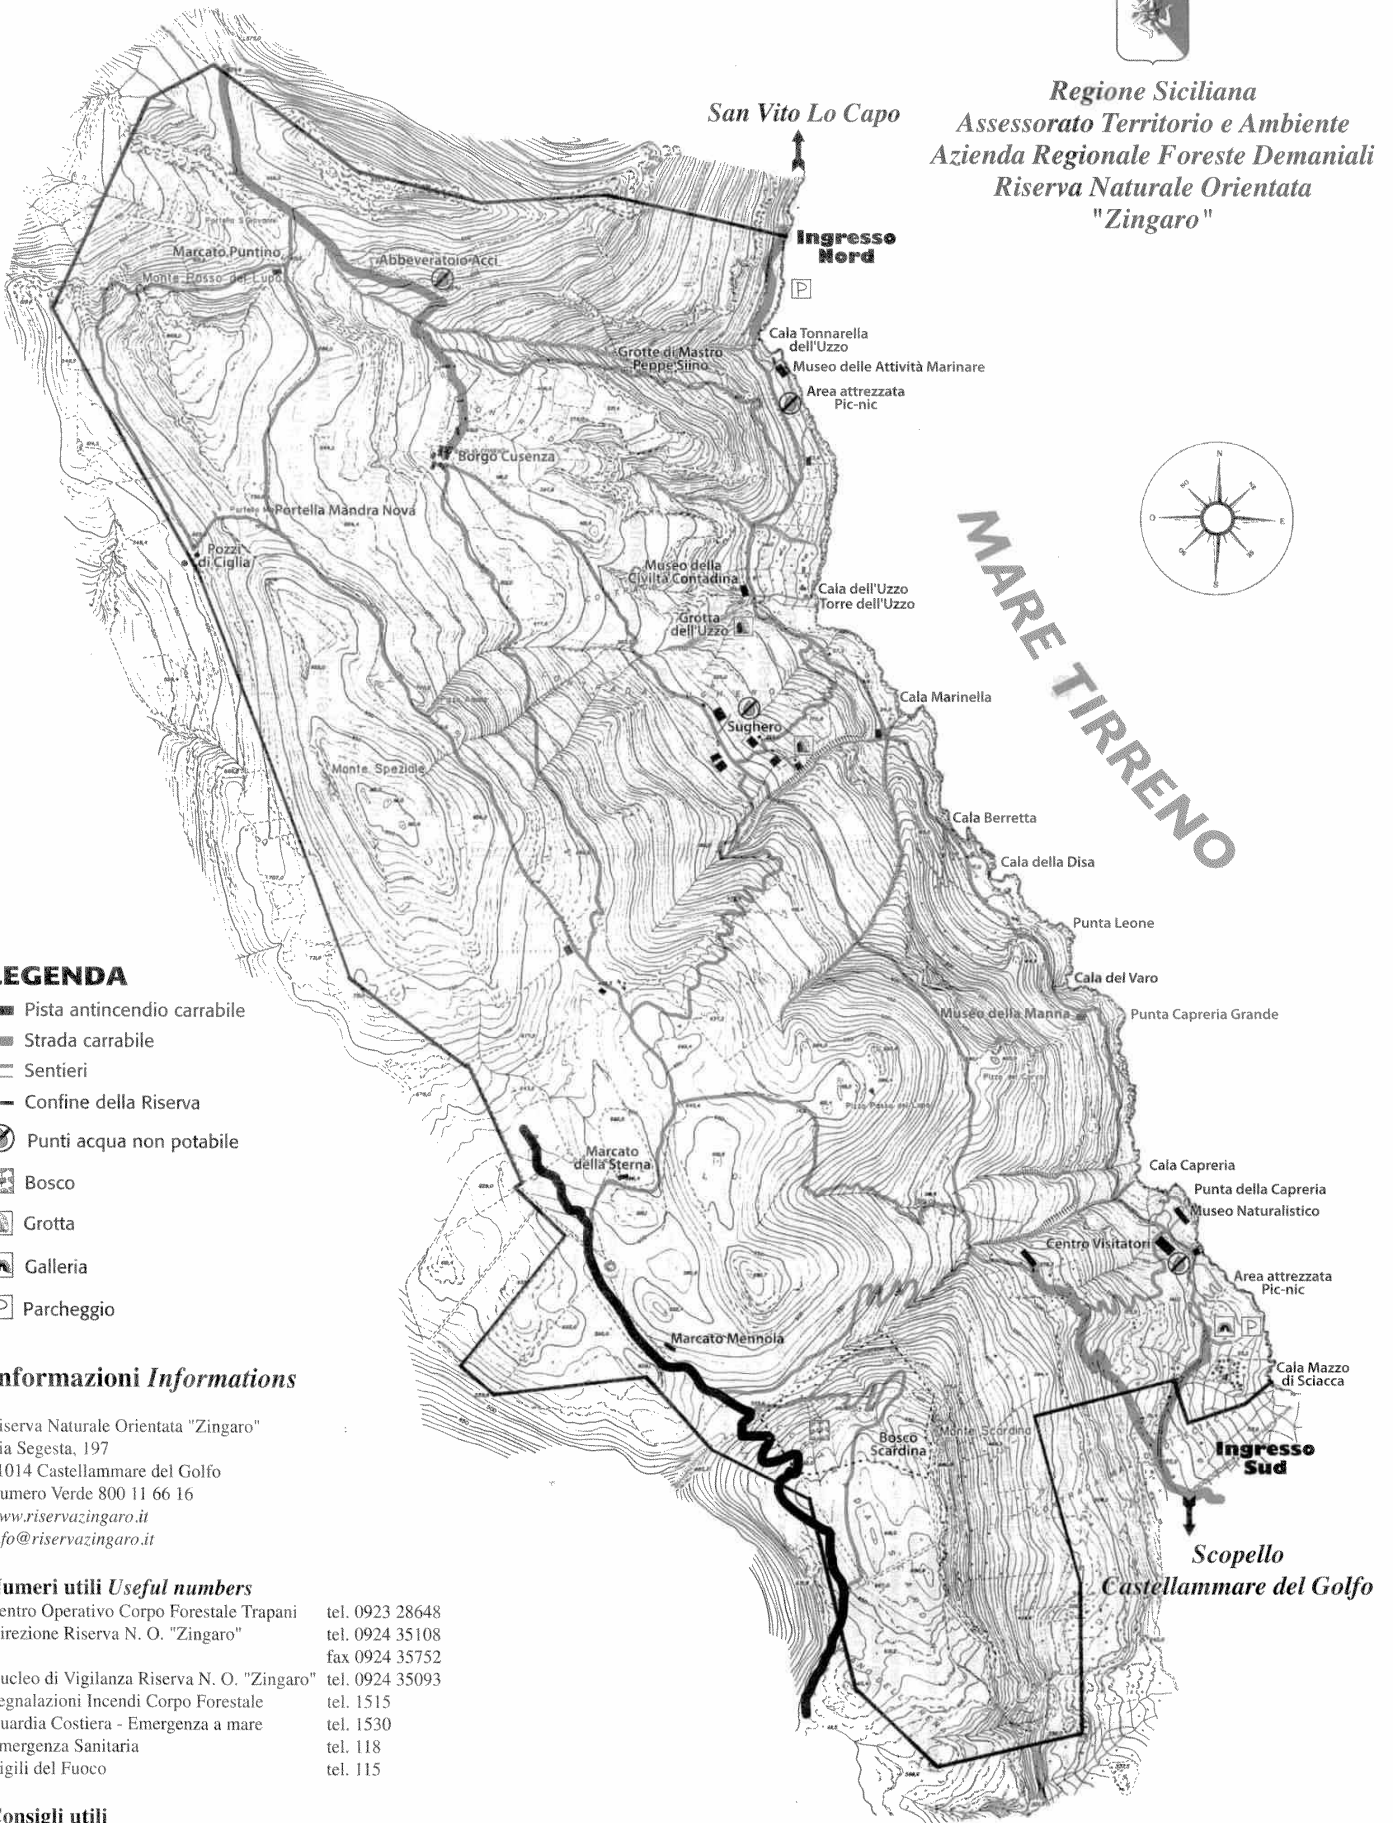 Regione Siciliana
Assessorato Territorio e Ambiente
Azienda Regionale Foreste Demaniali
Riserva Naturale Orientata
"Zingaro"
San Vito Lo Capo
Ingresso
Nord
P
Marcato Puntino
Monte Passo del Lupo
Abbeveratoio Acci
Cala Tonnarella
dell'Uzzo
Grotte di Mastro
Peppe Siino
Museo delle Attività Marinare
Area attrezzata
Pic-nic
Borgo Cusenza
Portella Mandra Nova
Pozzi
di Ciglia
Museo della
Civiltà Contadina
Cala dell'Uzzo
Torre dell'Uzzo
Grotta
dell'Uzzo
N
E
S
O
MARE TIRRENO
Cala Marinella
Sughero
Monte Speziale
Cala Berretta
Cala della Disa
Punta Leone
Cala del Varo
Museo della Manna
Punta Capreria Grande
Pizzo del Corvo
Pizzo Passo del Lupo
Marcato
della Sterna
Cala Capreria
Punta della Capreria
Museo Naturalistico
Centro Visitatori
Area attrezzata
Pic-nic
P
Marcato Mennola
Cala Mazzo
di Sciacca
Bosco
Scardina
Monte Scardina
Ingresso
Sud
Scopello
Castellammare del Golfo
EGENDA
Pista antincendio carrabile
Strada carrabile
Sentieri
Confine della Riserva
Punti acqua non potabile
Bosco
Grotta
Galleria
P Parcheggio
nformazioni Informations
iserva Naturale Orientata "Zingaro"
ia Segesta, 197
1014 Castellammare del Golfo
umero Verde 800 11 66 16
ww.riservazingaro.it
fo@riservazingaro.it
umeri utili Useful numbers
entro Operativo Corpo Forestale Trapani tel. 0923 28648
irezione Riserva N. O. "Zingaro" tel. 0924 35108
fax 0924 35752
ucleo di Vigilanza Riserva N. O. "Zingaro" tel. 0924 35093
egnalazioni Incendi Corpo Forestale tel. 1515
uardia Costiera - Emergenza a mare tel. 1530
mergenza Sanitaria tel. 118
igili del Fuoco tel. 115
onsigli utili